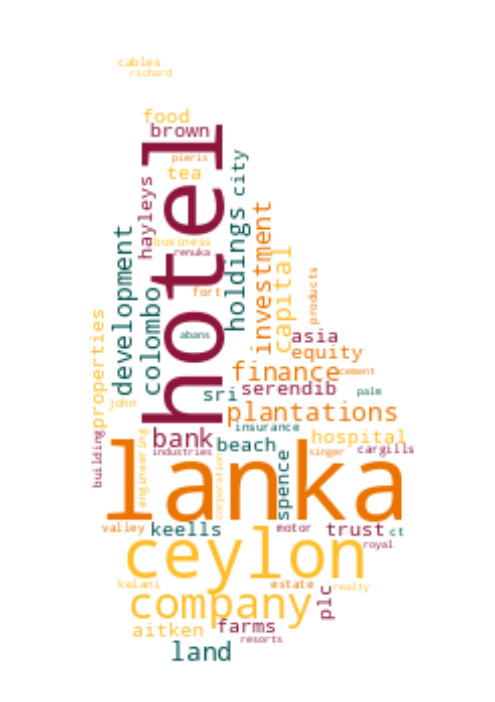 cables
richard
food
brown
pieris
tea
hotel
hayleys
city
business
renuka
holdings
development
investment
capital
colombo
fort
products
properties
abans
asia
equity
finance
cement
sri
serendib
palm
john
plantations
insurance
bank
beach
hospital
building
engineering
industries
corporation
spence
singer
cargills
lanka
valley
keells
motor
trust
ct
ceylon
royal
kelani
estate
realty
company
plc
aitken
farms
resorts
land